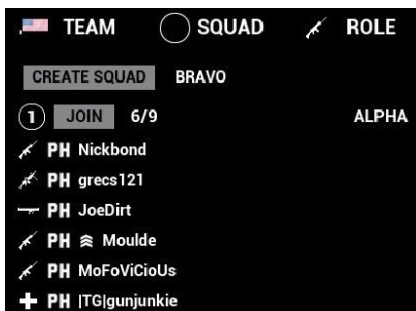 TEAM SQUAD ROLE
CREATE SQUAD BRAVO
1 JOIN 6/9 ALPHA
PH Nickbond
PH grecs121
PH JoeDirt
PH Moulde
PH MoFoViCioUs
PH |TG|gunjunkie